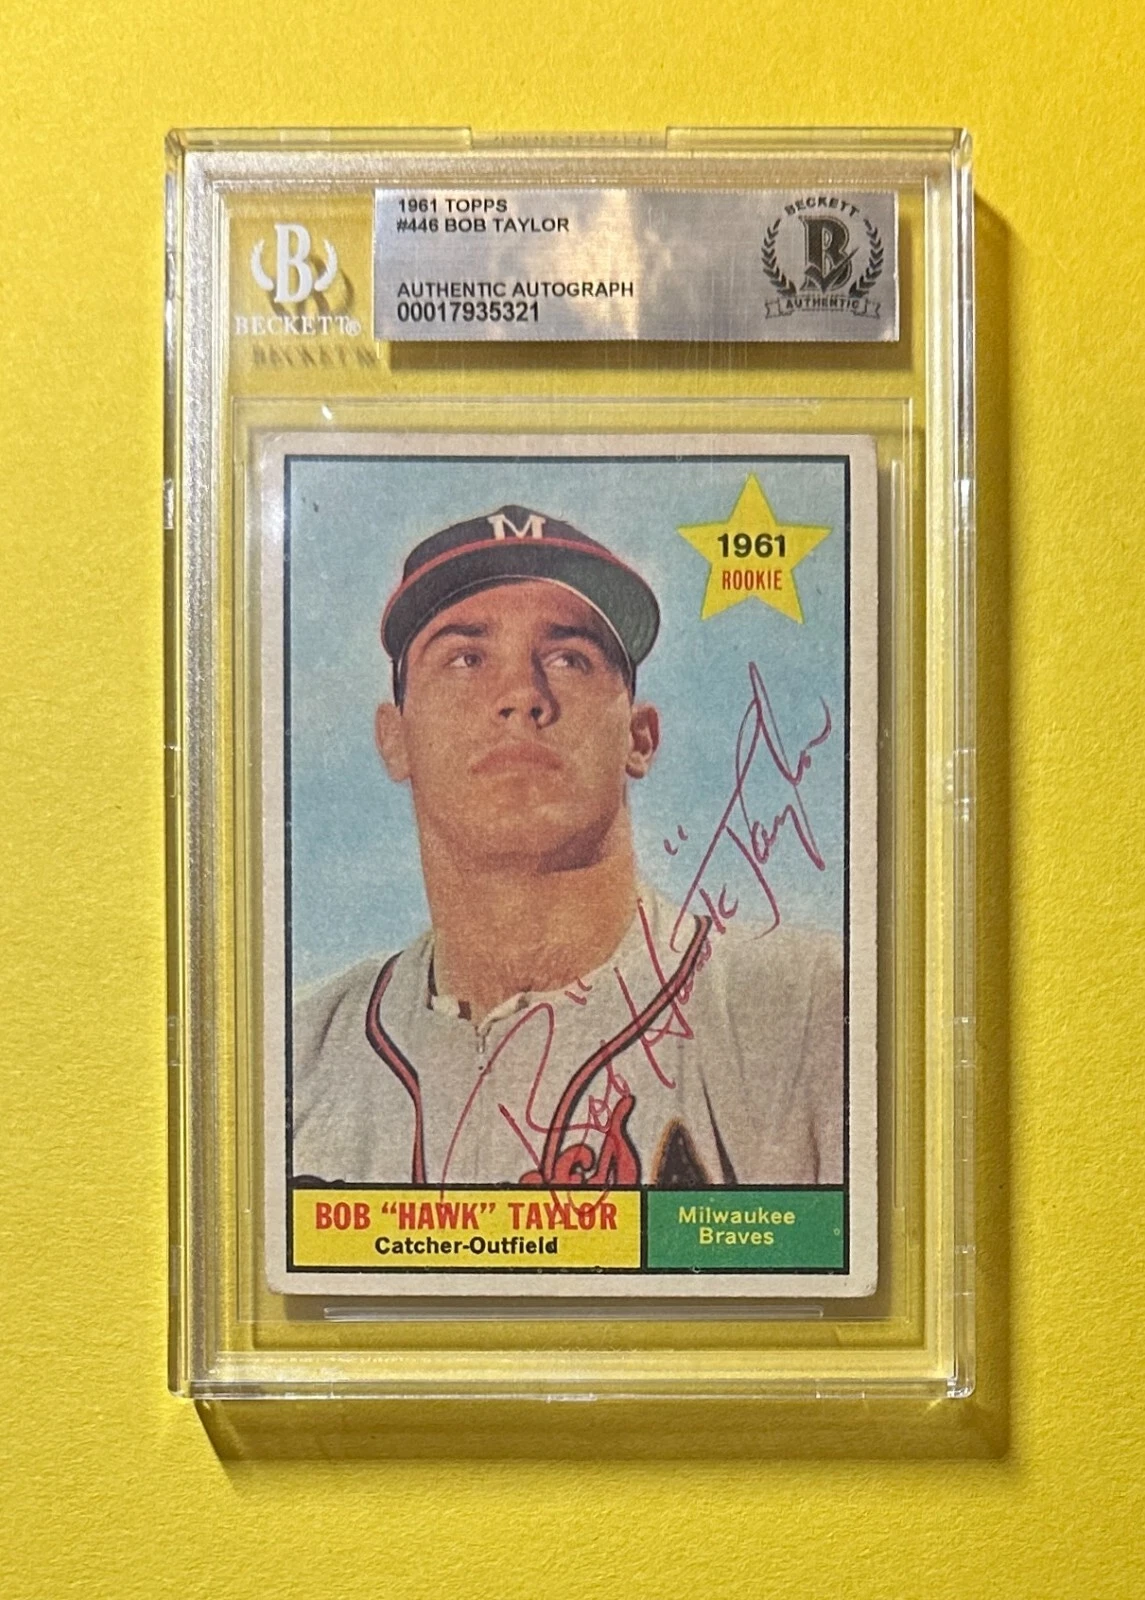 1961 TOPPS
#446 BOB TAYLOR
AUTHENTIC AUTOGRAPH
00017935321
B
BECKETT®
BECKETT
B
AUTHENTIC
M
1961
ROOKIE
Bob "Hawk" Taylor
BOB “HAWK” TAYLOR
Catcher-Outfield
Milwaukee
Braves